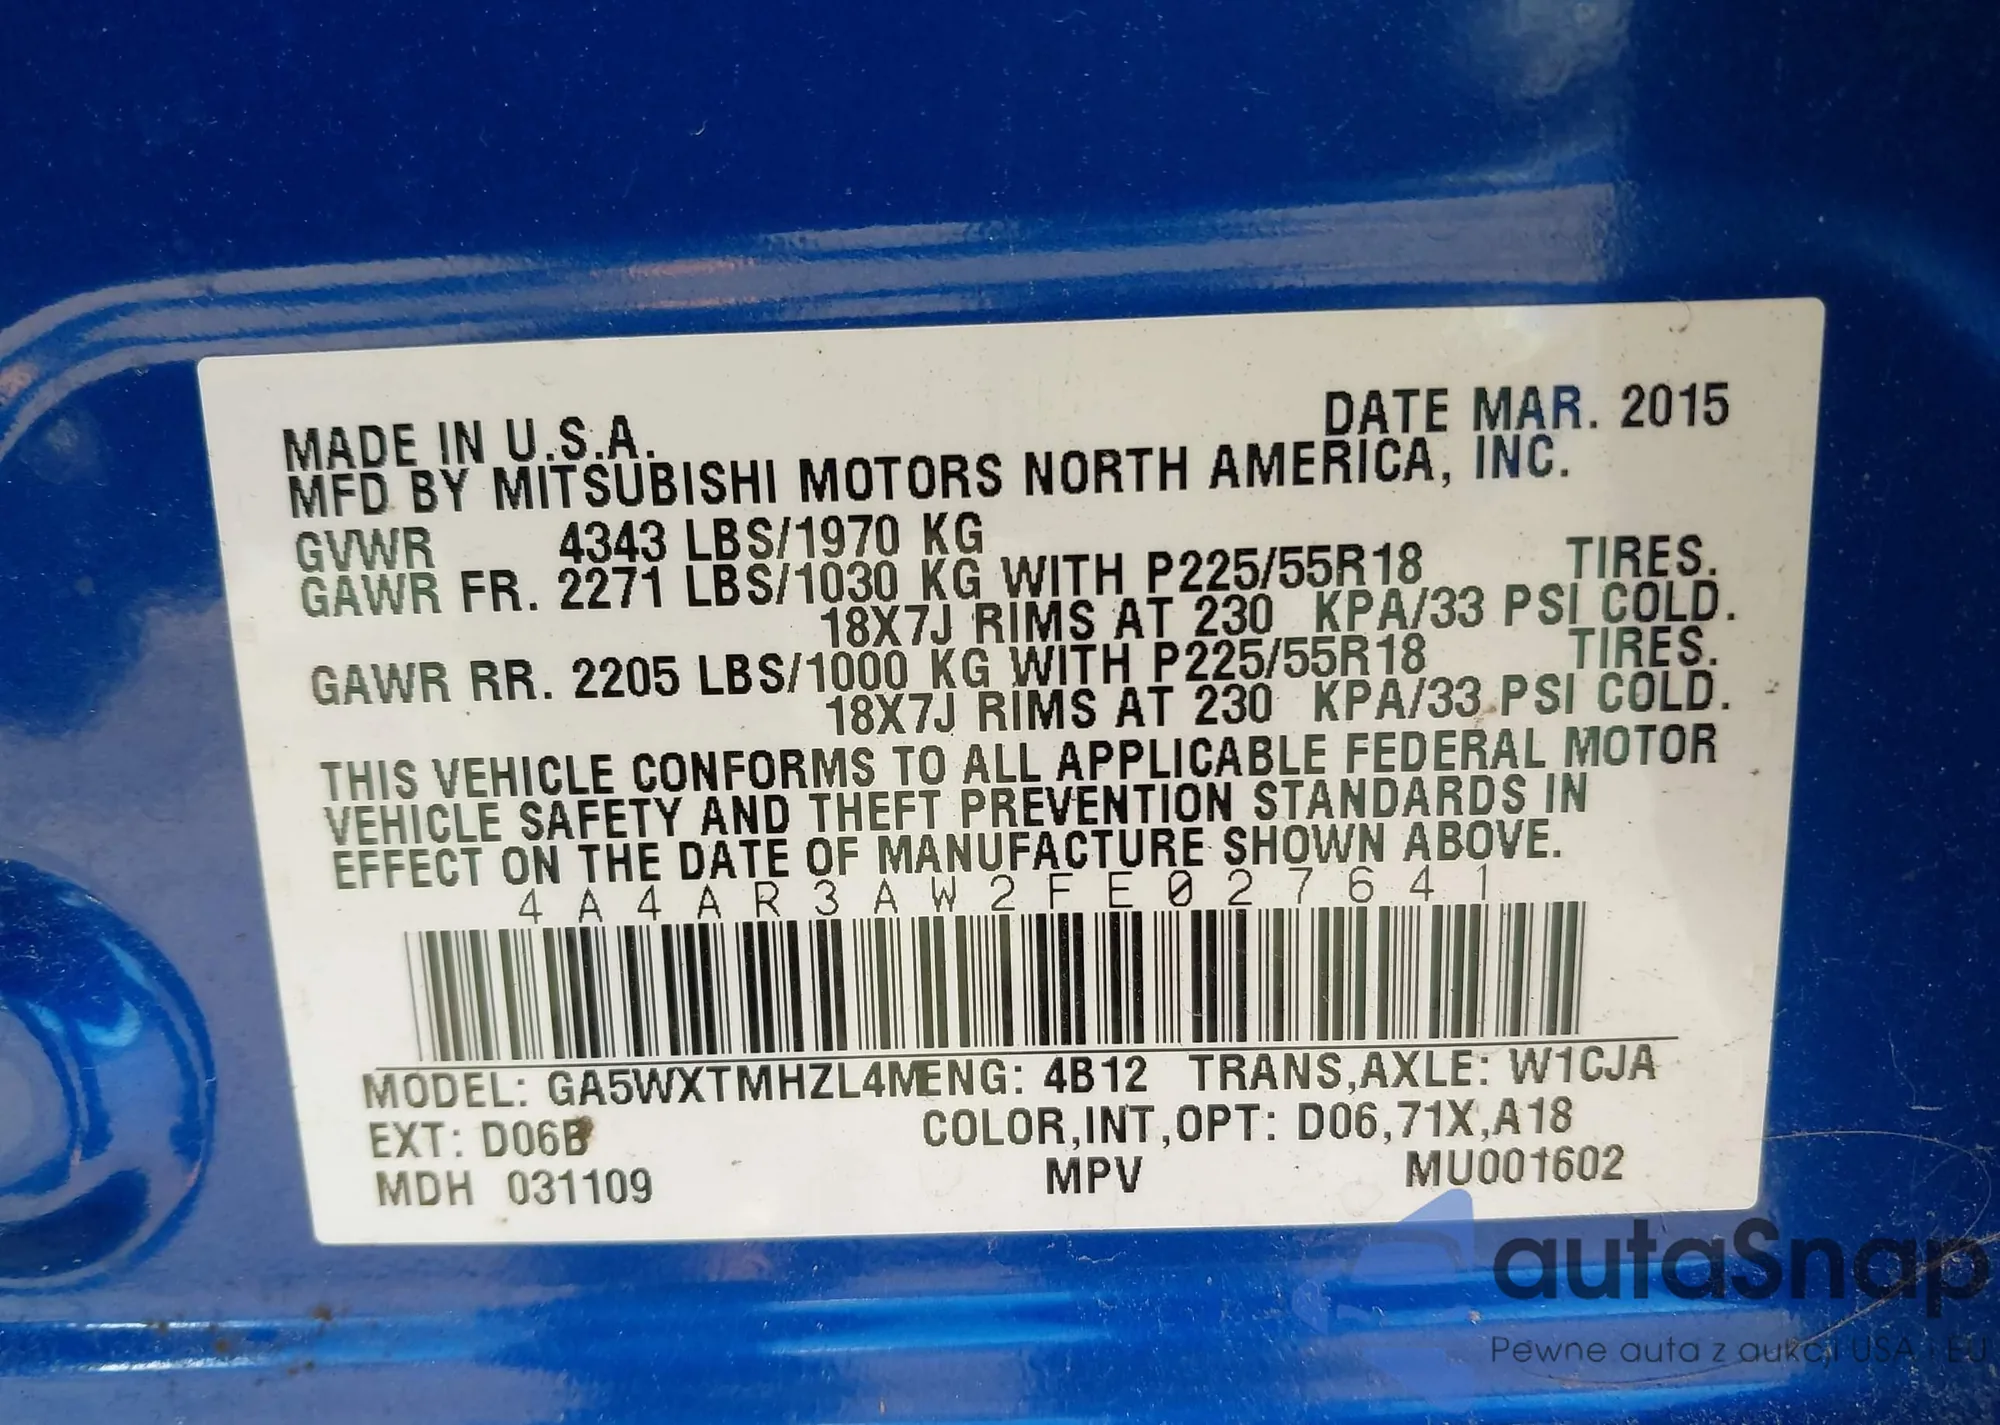 DATE MAR. 2015
MADE IN U.S.A.
MFD BY MITSUBISHI MOTORS NORTH AMERICA, INC.
GVWR 4343 LBS/1970 KG
GAWR FR. 2271 LBS/1030 KG WITH P225/55R18 TIRES.
18X7J RIMS AT 230 KPA/33 PSI COLD.
GAWR RR. 2205 LBS/1000 KG WITH P225/55R18 TIRES.
18X7J RIMS AT 230 KPA/33 PSI COLD.
THIS VEHICLE CONFORMS TO ALL APPLICABLE FEDERAL MOTOR
VEHICLE SAFETY AND THEFT PREVENTION STANDARDS IN
EFFECT ON THE DATE OF MANUFACTURE SHOWN ABOVE.
4A4AR3AW2FE027641
MODEL: GA5WXTMHZL4MENG: 4B12 TRANS,AXLE: W1CJA
EXT: D06B COLOR,INT,OPT: D06,71X,A18
MDH 031109 MPV MU001602
autaSnap
Pewne auta z aukcji USA i EU